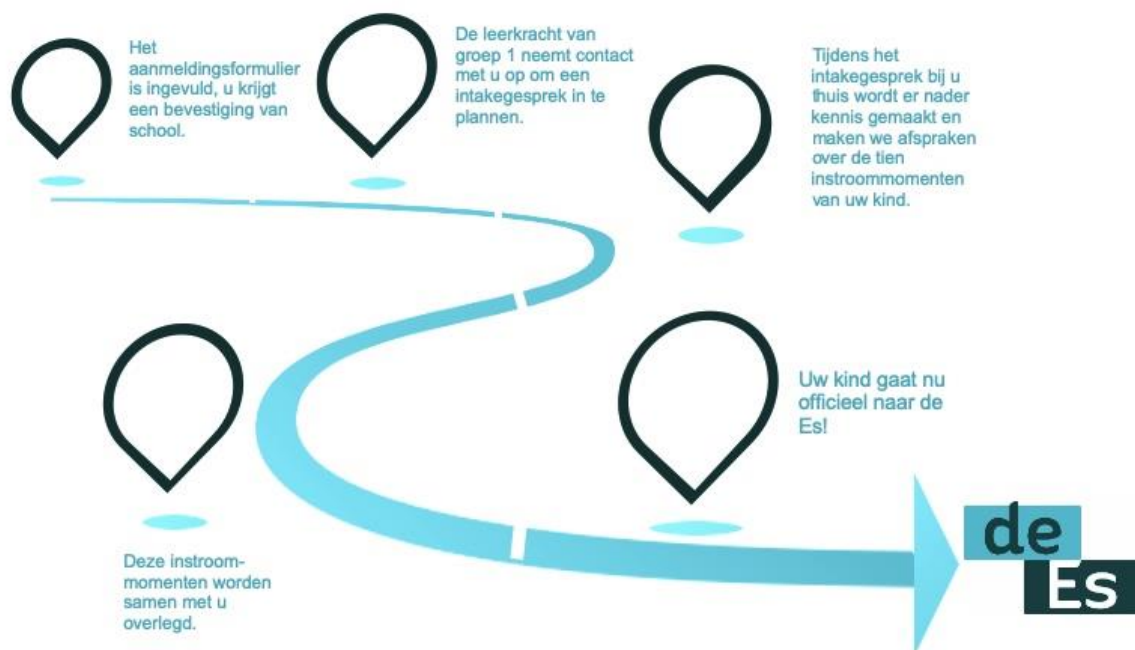 Het
aanmeldingsformulier
is ingevuld, u krijgt
een bevestiging van
school.
De leerkracht van
groep 1 neemt contact
met u op om een
intakegesprek in te
plannen.
Tijdens het
intakegesprek bij u
thuis wordt er nader
kennis gemaakt en
maken we afspraken
over de tien
instroommomenten
van uw kind.
Deze instroom-
momenten worden
samen met u
overlegd.
Uw kind gaat nu
officieel naar de
Es!
de
Es